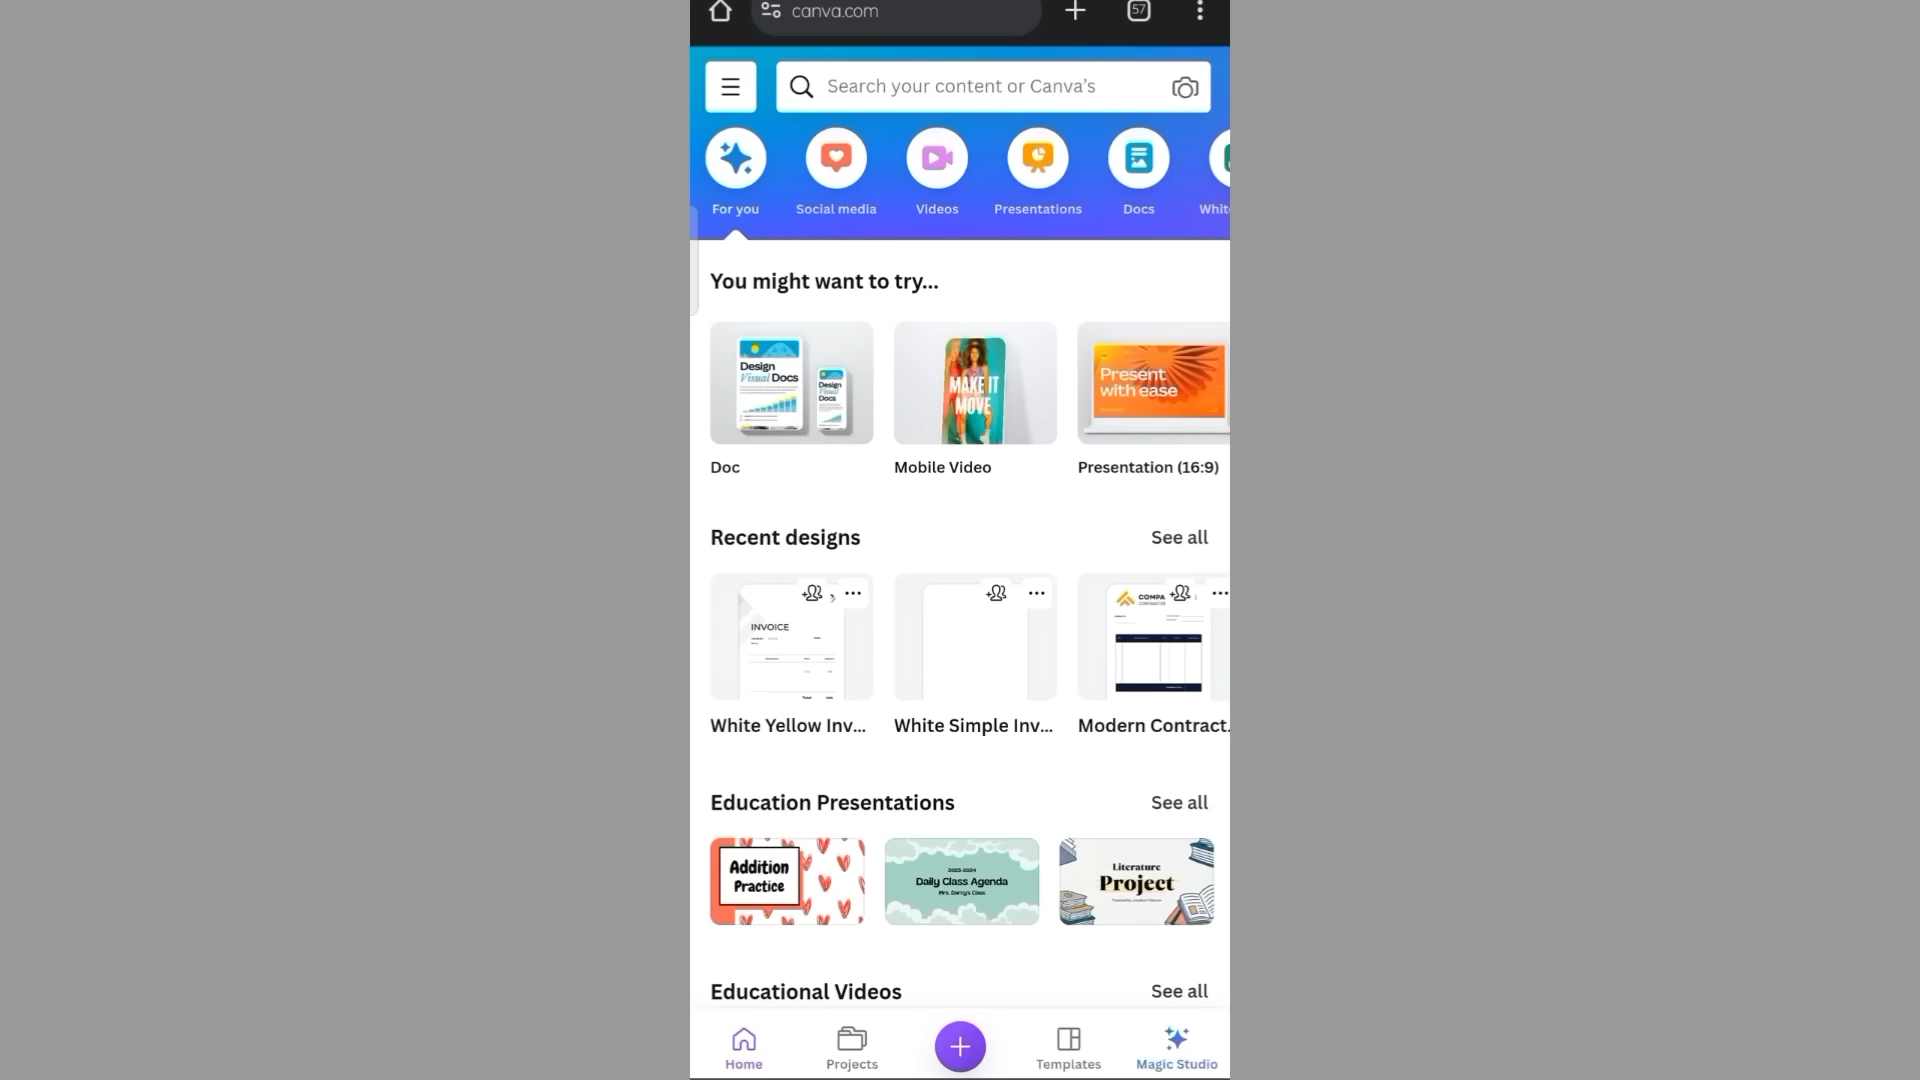 canva.com
57
Search your content or Canva's
For you
Social media
Videos
Presentations
Docs
Whit
You might want to try...
Design
Visual Docs
Design
Visual
Docs
MAKE IT
MOVE
Present
with ease
Doc
Mobile Video
Presentation (16:9)
Recent designs
See all
INVOICE
Total
COMPA
White Yellow Inv...
White Simple Inv...
Modern Contract.
Education Presentations
See all
Addition
Practice
2023-2024
Daily Class Agenda
Mrs. Darcy's Class
Literature
Project
Educational Videos
See all
Home
Projects
Templates
Magic Studio